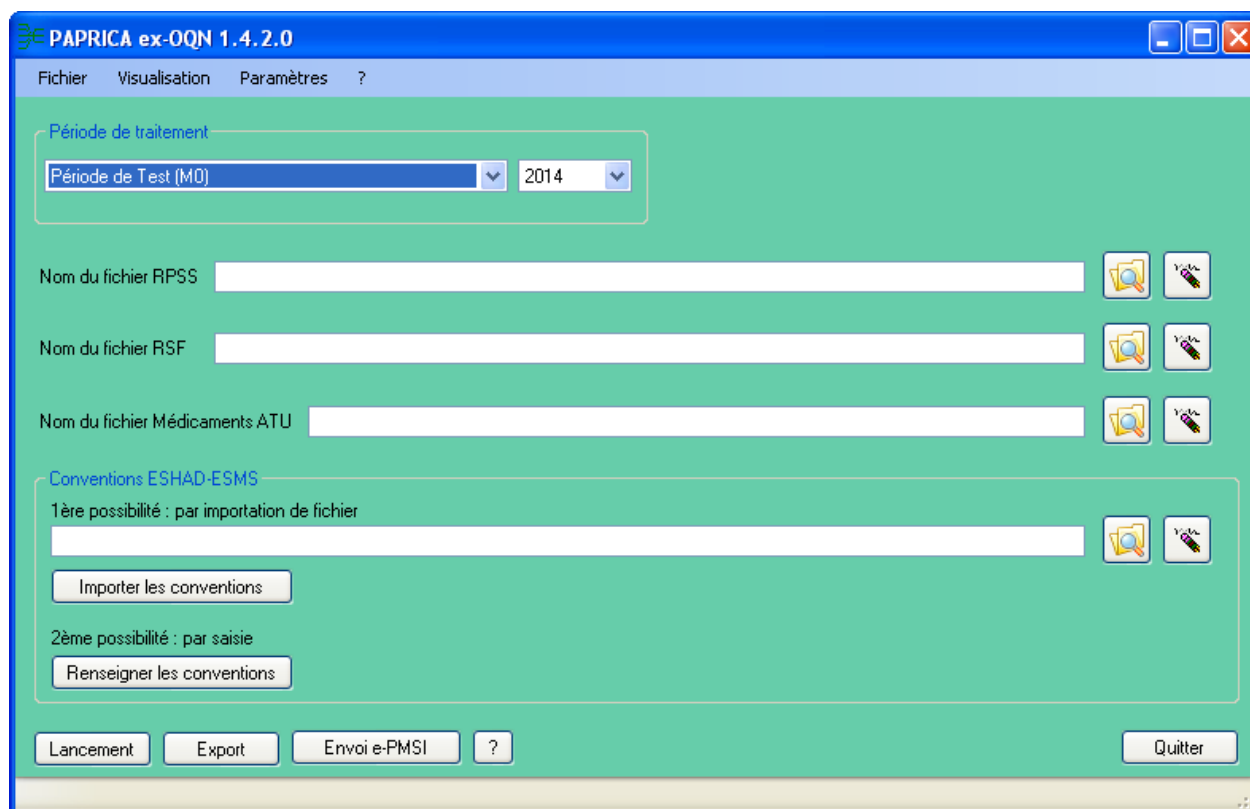 PAPRICA ex-OQN 1.4.2.0
Fichier Visualisation Paramètres ?
Période de traitement
Période de Test (M0) 2014
Nom du fichier RPSS
Nom du fichier RSF
Nom du fichier Médicaments ATU
Conventions ESHAD-ESMS
1ère possibilité : par importation de fichier
Importer les conventions
2ème possibilité : par saisie
Renseigner les conventions
Lancement Export Envoi e-PMSI ? Quitter